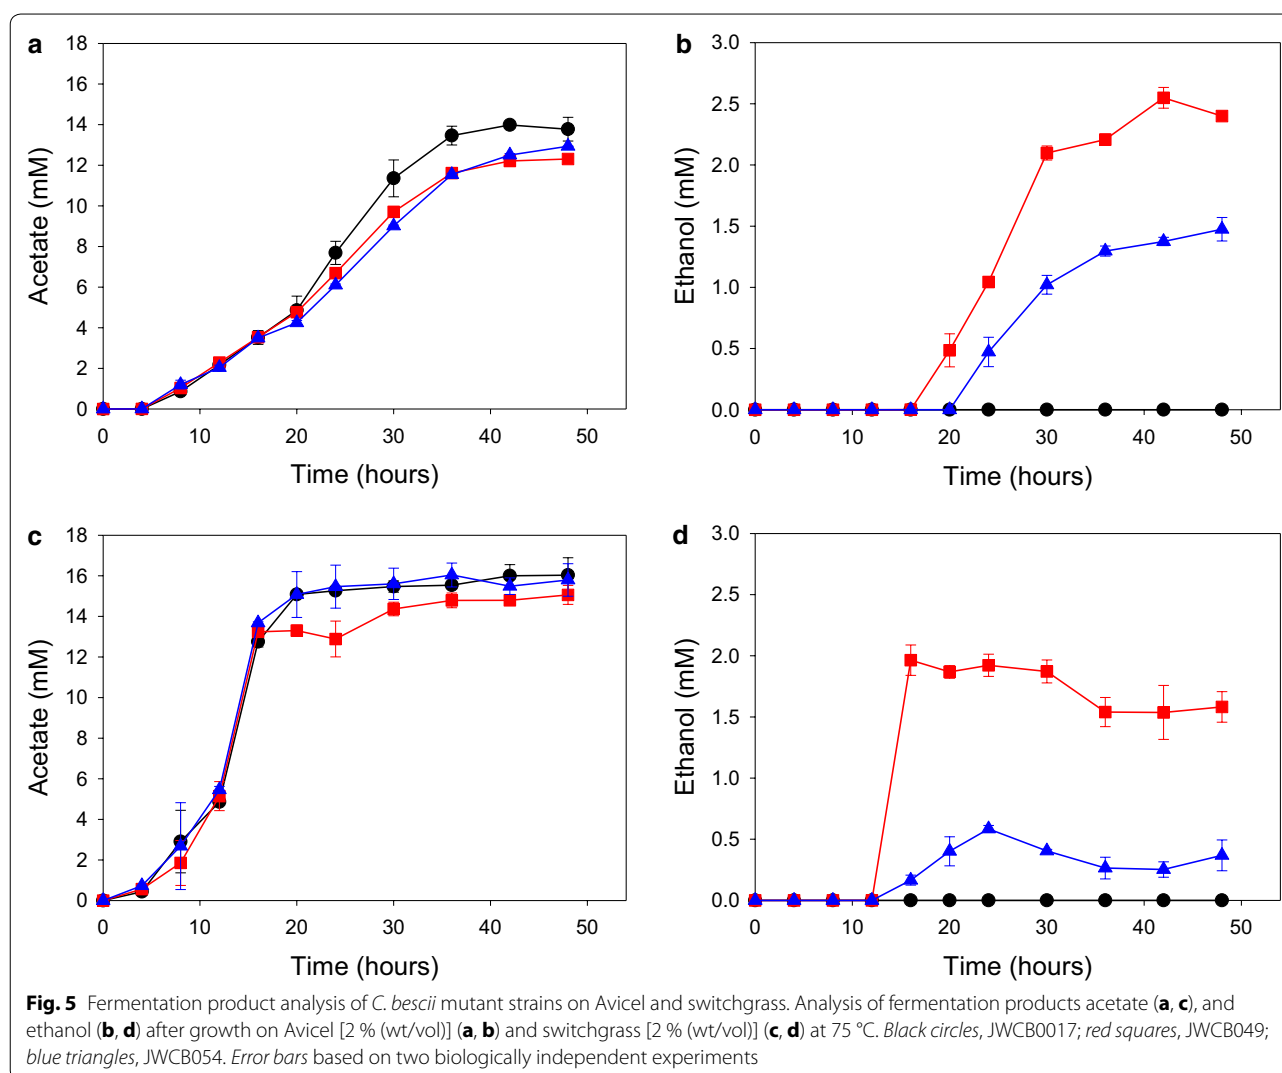 a
18
16
14
12
10
8
6
4
2
0
Acetate (mM)
0 10 20 30 40 50
Time (hours)
b
3.0
2.5
2.0
1.5
1.0
0.5
0.0
Ethanol (mM)
0 10 20 30 40 50
Time (hours)
c
18
16
14
12
10
8
6
4
2
0
Acetate (mM)
0 10 20 30 40 50
Time (hours)
d
3.0
2.5
2.0
1.5
1.0
0.5
0.0
Ethanol (mM)
0 10 20 30 40 50
Time (hours)
Fig. 5 Fermentation product analysis of C. bescii mutant strains on Avicel and switchgrass. Analysis of fermentation products acetate (a, c), and
ethanol (b, d) after growth on Avicel [2 % (wt/vol)] (a, b) and switchgrass [2 % (wt/vol)] (c, d) at 75 °C. Black circles, JWCB0017; red squares, JWCB049;
blue triangles, JWCB054. Error bars based on two biologically independent experiments